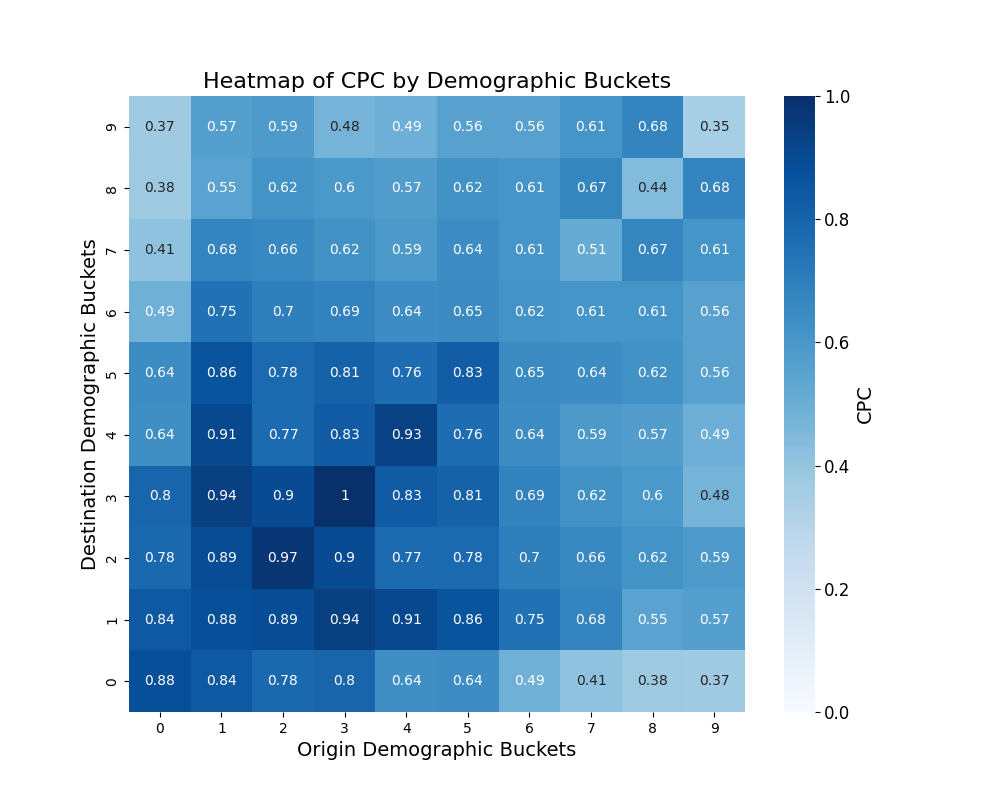 Heatmap of CPC by Demographic Buckets
Destination Demographic Buckets
9 0.37 0.57 0.59 0.48 0.49 0.56 0.56 0.61 0.68 0.35
8 0.38 0.55 0.62 0.6 0.57 0.62 0.61 0.67 0.44 0.68
7 0.41 0.68 0.66 0.62 0.59 0.64 0.61 0.51 0.67 0.61
6 0.49 0.75 0.7 0.69 0.64 0.65 0.62 0.61 0.61 0.56
5 0.64 0.86 0.78 0.81 0.76 0.83 0.65 0.64 0.62 0.56
4 0.64 0.91 0.77 0.83 0.93 0.76 0.64 0.59 0.57 0.49
3 0.8 0.94 0.9 1 0.83 0.81 0.69 0.62 0.6 0.48
2 0.78 0.89 0.97 0.9 0.77 0.78 0.7 0.66 0.62 0.59
1 0.84 0.88 0.89 0.94 0.91 0.86 0.75 0.68 0.55 0.57
0 0.88 0.84 0.78 0.8 0.64 0.64 0.49 0.41 0.38 0.37
0 1 2 3 4 5 6 7 8 9
Origin Demographic Buckets
1.0
0.8
0.6
0.4
0.2
0.0
CPC